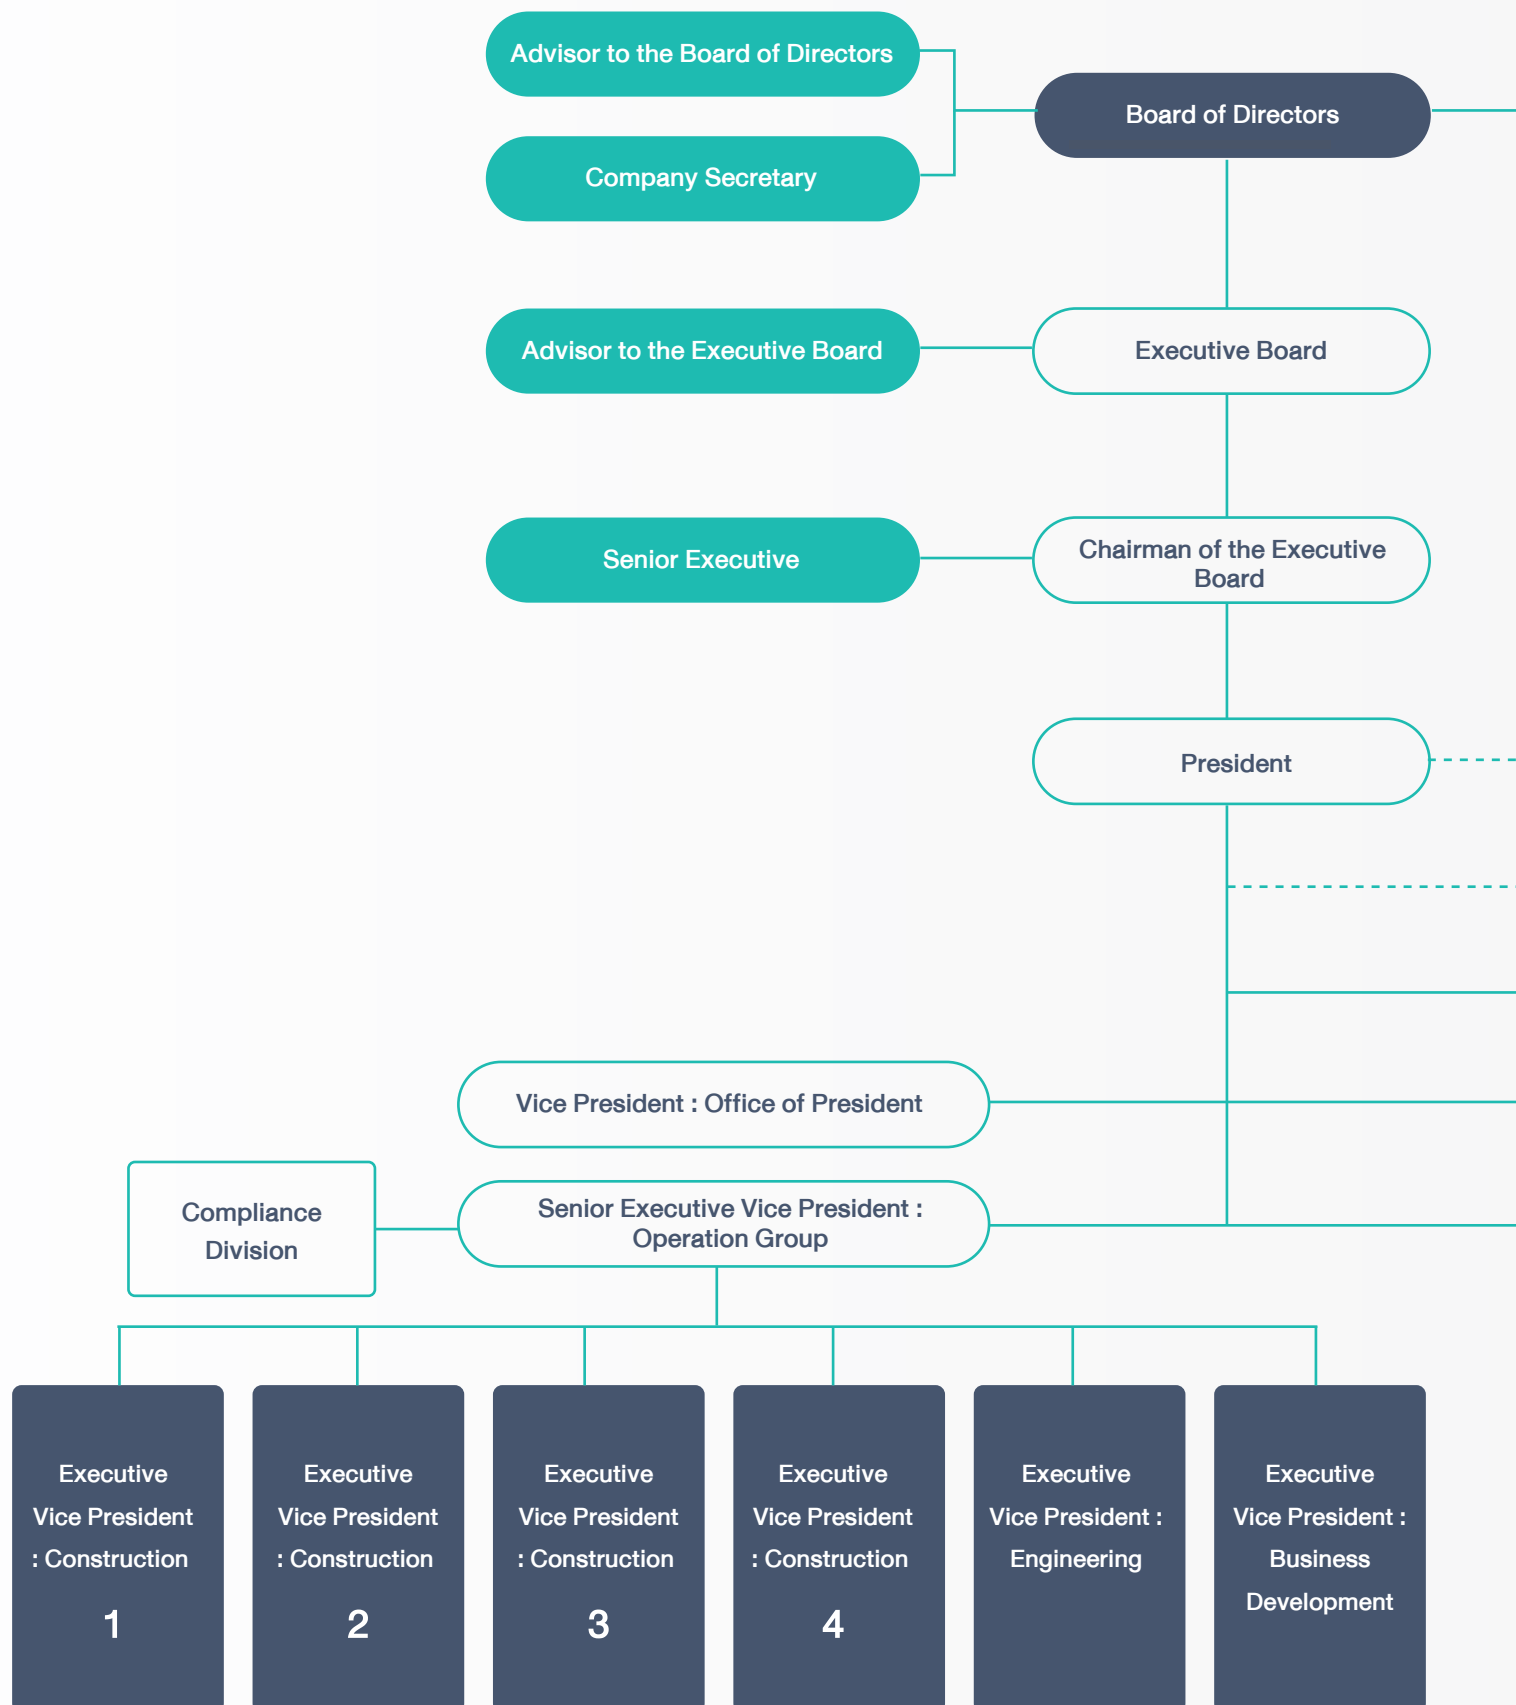 Advisor to the Board of Directors
Board of Directors
Company Secretary
Advisor to the Executive Board
Executive Board
Senior Executive
Chairman of the Executive
Board
President
Vice President : Office of President
Compliance
Division
Senior Executive Vice President :
Operation Group
Executive
Vice President
: Construction
1
Executive
Vice President
: Construction
2
Executive
Vice President
: Construction
3
Executive
Vice President
: Construction
4
Executive
Vice President :
Engineering
Executive
Vice President :
Business
Development